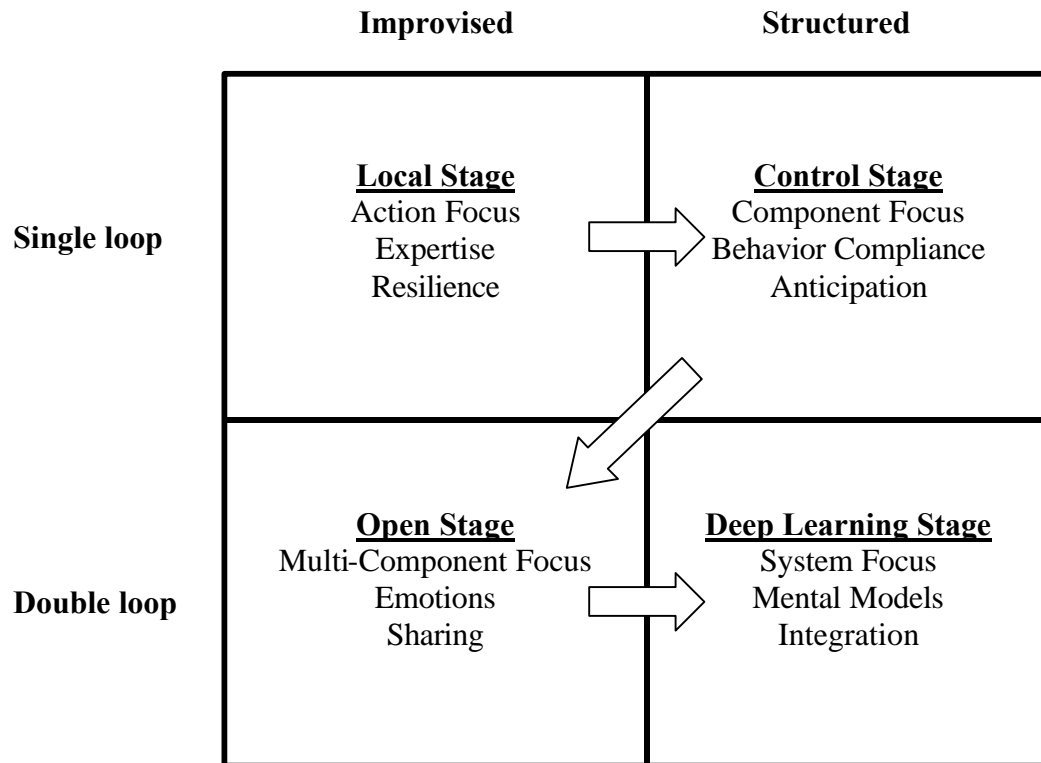 Improvised Structured
Single loop
Local Stage
Action Focus
Expertise
Resilience
Control Stage
Component Focus
Behavior Compliance
Anticipation
Double loop
Open Stage
Multi-Component Focus
Emotions
Sharing
Deep Learning Stage
System Focus
Mental Models
Integration